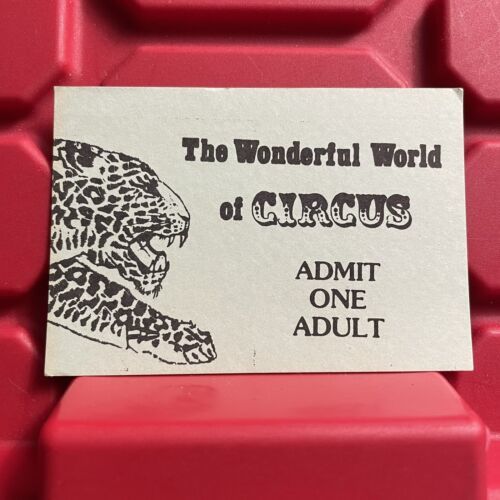 The Wonderful World
of CIRCUS
ADMIT
ONE
ADULT